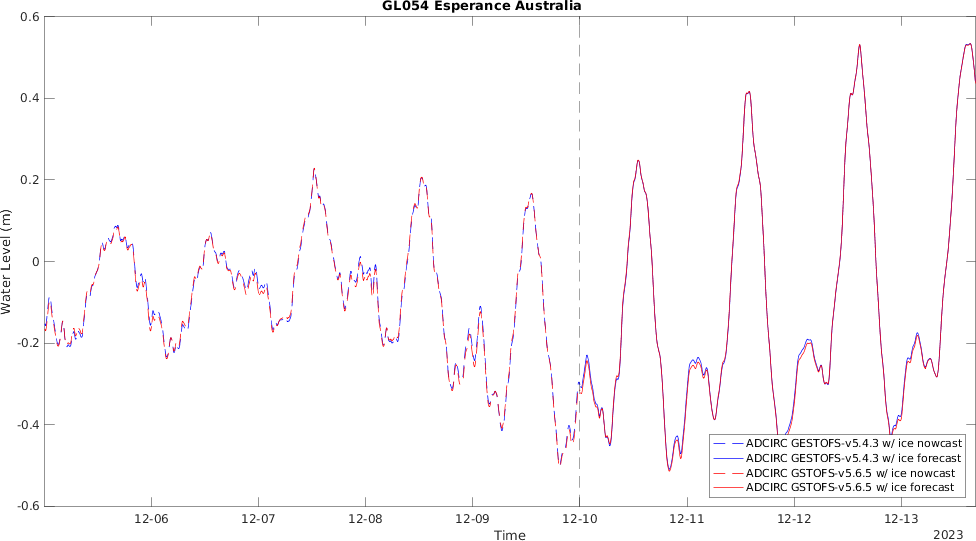 GL054 Esperance Australia
0.6
0.4
0.2
0
-0.2
-0.4
-0.6
Water Level (m)
ADCIRC GESTOFS-v5.4.3 w/ ice nowcast
ADCIRC GESTOFS-v5.4.3 w/ ice forecast
ADCIRC GSTOFS-v5.6.5 w/ ice nowcast
ADCIRC GSTOFS-v5.6.5 w/ ice forecast
12-06 12-07 12-08 12-09 12-10 12-11 12-12 12-13
Time
2023